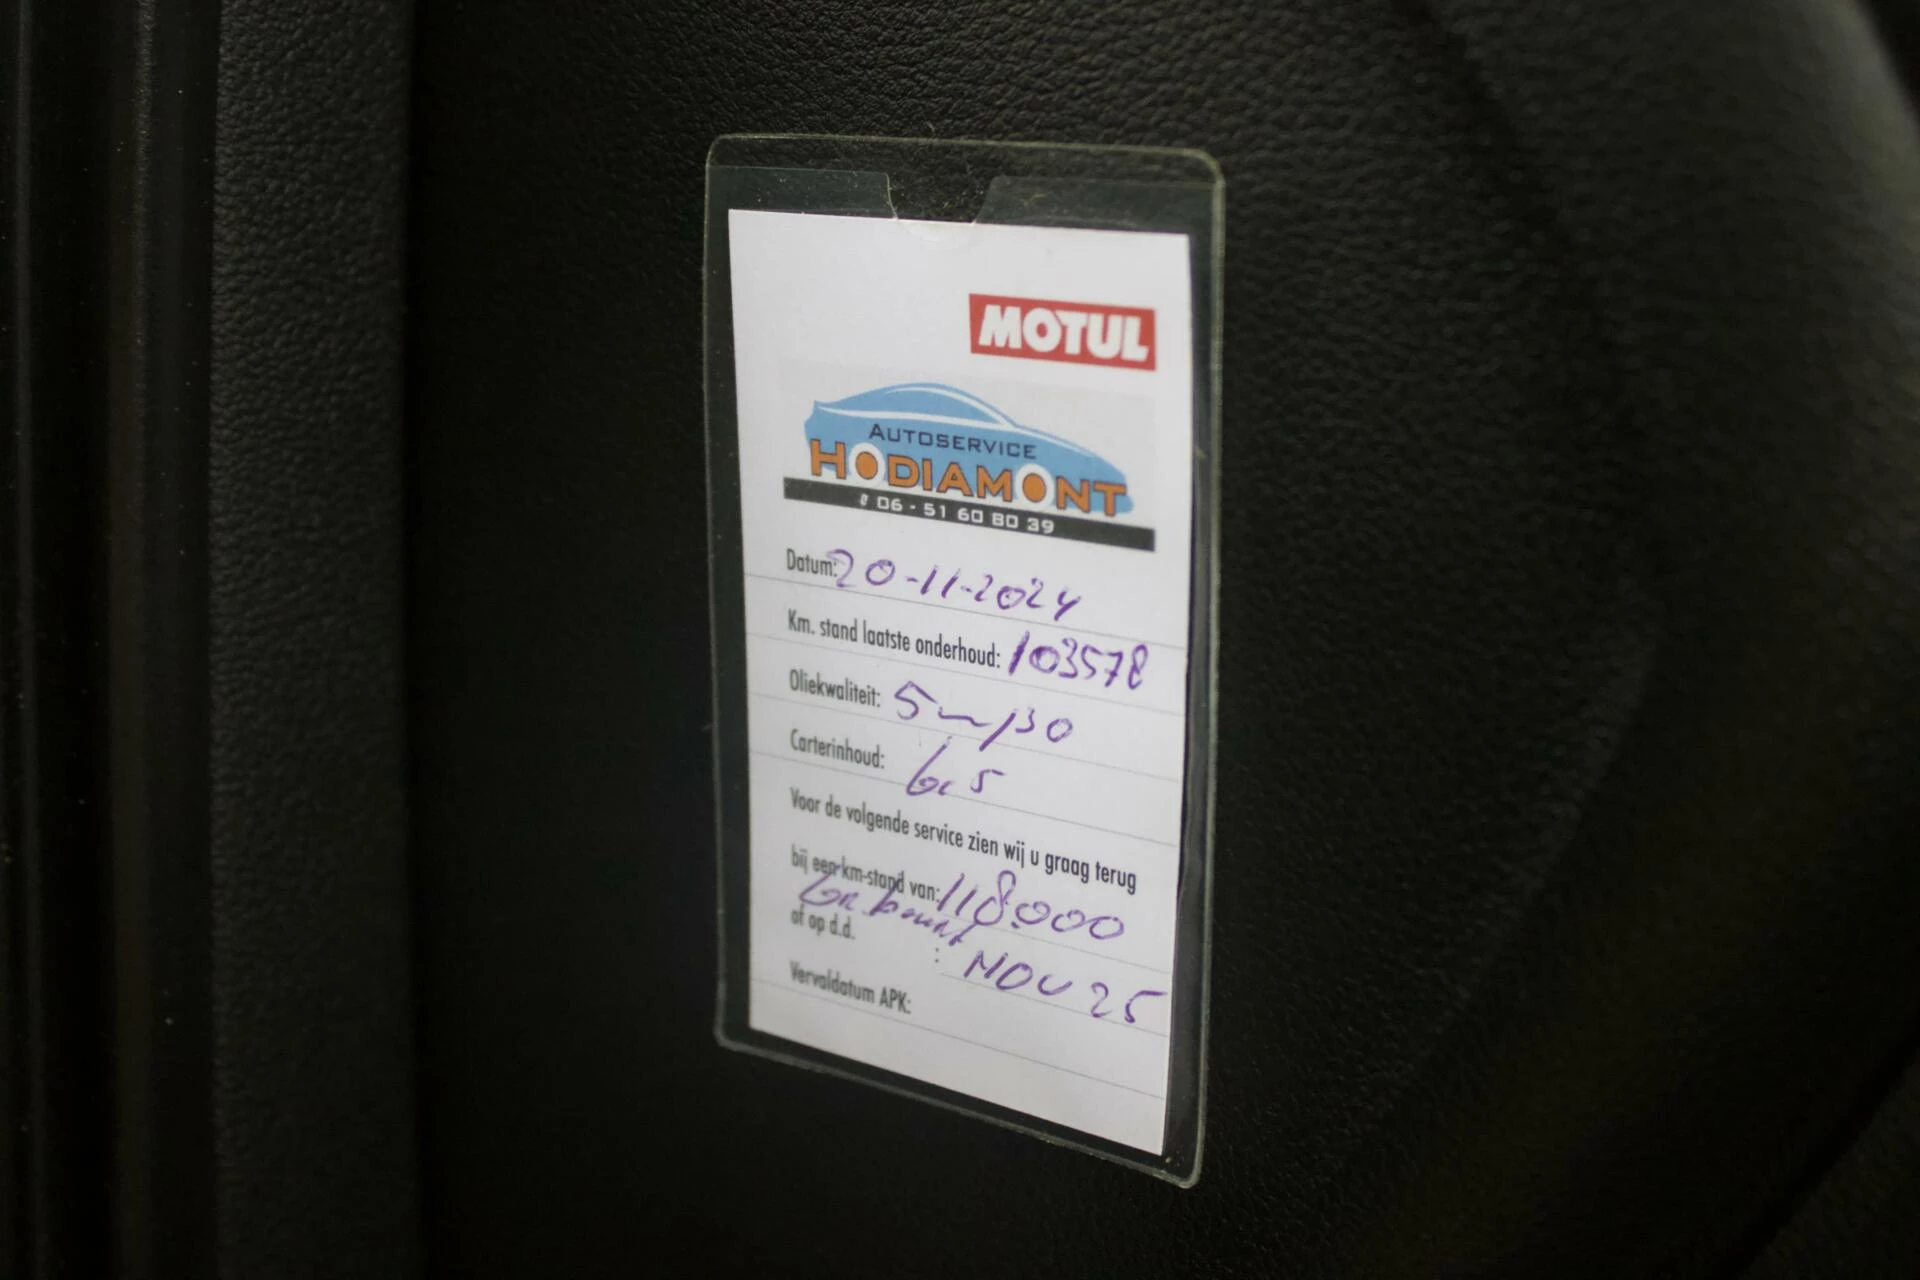 MOTUL
AUTOSERVICE
HODIAMONT
06 - 51 60 80 39
Datum: 20-11-2024
Km. stand laatste onderhoud: 103578
Oliekwaliteit: 5w30
Carterinhoud: 6.5
Voor de volgende service zien wij u graag terug
bij een km-stand van: 118.000
of op d.d. : NOV 25
Vervaldatum APK: